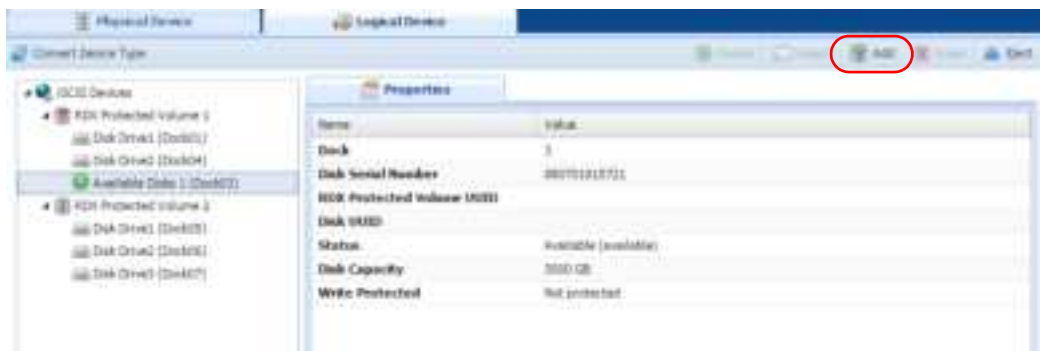 Physical Device
Logical Device
Convert Device Type
Add
Eject
iSCSI Devices
RDX Protected Volume 1
Disk Drive1 (Dock01)
Disk Drive2 (Dock04)
Available Disks 1 (Dock03)
RDX Protected Volume 2
Disk Drive1 (Dock05)
Disk Drive2 (Dock06)
Disk Drive3 (Dock07)
Properties
Name Value
Dock 3
Disk Serial Number
RDX Protected Volume UUID
Disk UUID
Status Available (available)
Disk Capacity GB
Write Protected Not protected